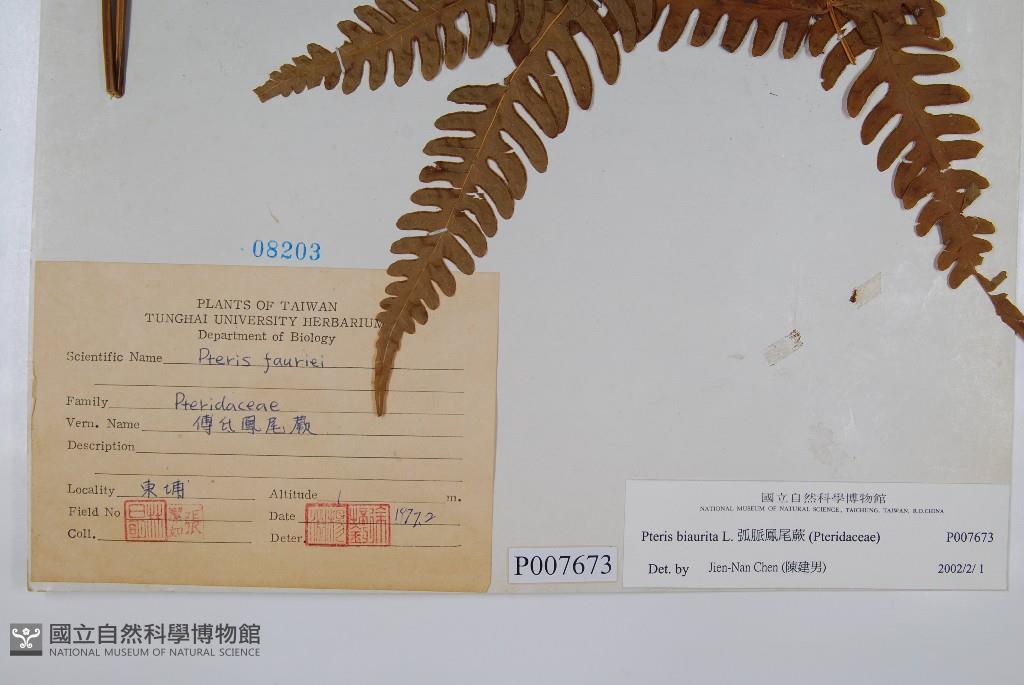 08203
PLANTS OF TAIWAN
TUNGHAI UNIVERSITY HERBARIUM
Department of Biology
Scientific Name Pteris fauriei
Family Pteridaceae
Vern. Name 傅氏鳳尾蕨
Description
Locality 東埔
Altitude m.
Field No
Date 1977.2
Coll.
Deter.
P007673
國立自然科學博物館
NATIONAL MUSEUM OF NATURAL SCIENCE, TAICHUNG, TAIWAN, R.O.CHINA
Pteris biaurita L. 弧脈鳳尾蕨 (Pteridaceae) P007673
Det. by Jien-Nan Chen (陳建男) 2002/2/1
國立自然科學博物館
NATIONAL MUSEUM OF NATURAL SCIENCE